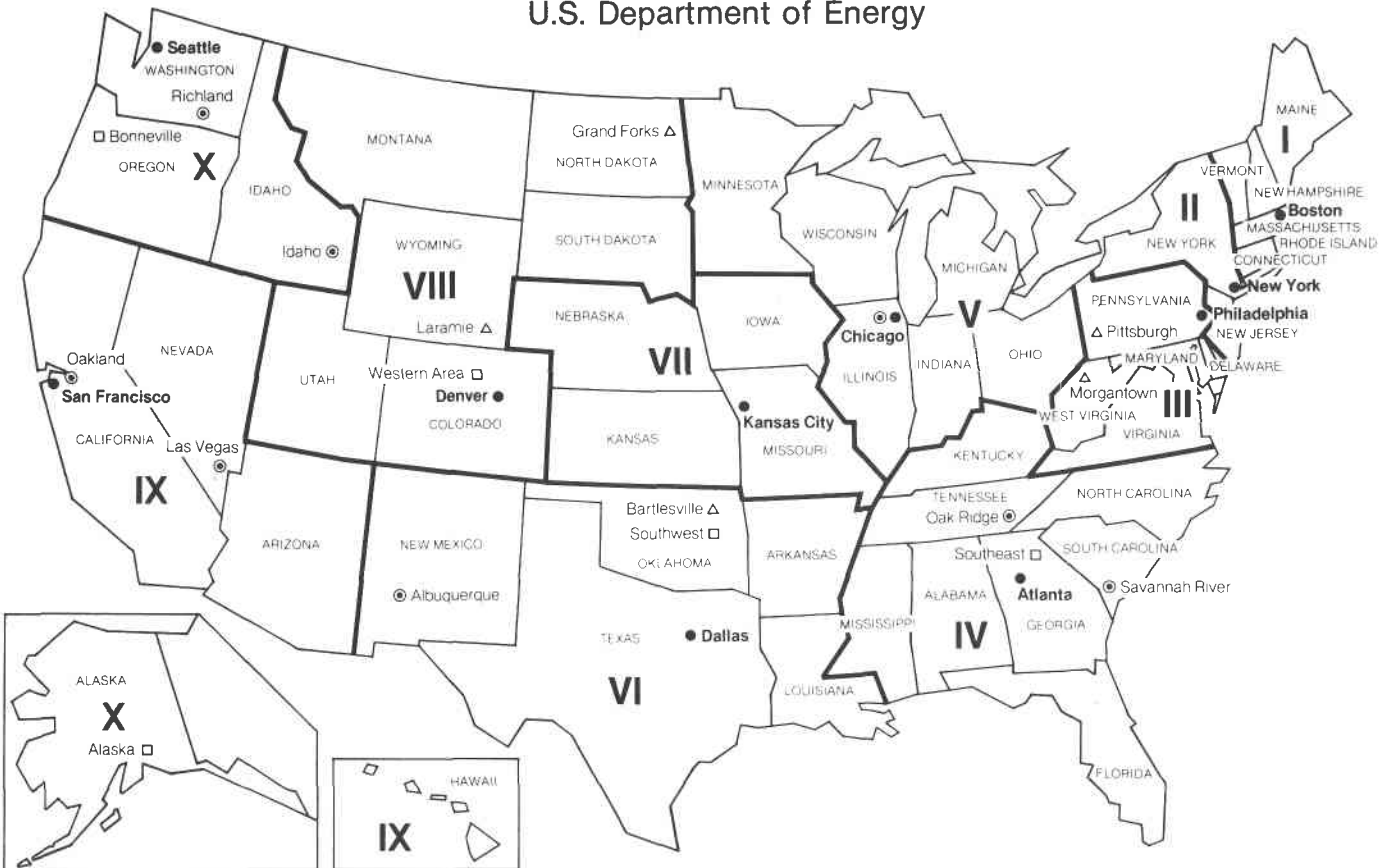 U.S. Department of Energy
Seattle
WASHINGTON
Richland
Bonneville
OREGON
X
IDAHO
Idaho
MONTANA
Grand Forks
NORTH DAKOTA
MINNESOTA
MAINE
I
VERMONT
NEW HAMPSHIRE
Boston
MASSACHUSETTS
RHODE ISLAND
CONNECTICUT
II
NEW YORK
New York
WYOMING
VIII
Laramie
SOUTH DAKOTA
WISCONSIN
MICHIGAN
V
PENNSYLVANIA
Philadelphia
Pittsburgh
NEW JERSEY
MARYLAND
DELAWARE
Morgantown
III
WEST VIRGINIA
VIRGINIA
NEBRASKA
VII
IOWA
Chicago
ILLINOIS
INDIANA
OHIO
Oakland
San Francisco
NEVADA
UTAH
Western Area
Denver
COLORADO
CALIFORNIA
Las Vegas
IX
KANSAS
Kansas City
MISSOURI
KENTUCKY
TENNESSEE
Oak Ridge
NORTH CAROLINA
ARIZONA
NEW MEXICO
Albuquerque
Bartlesville
Southwest
OKLAHOMA
ARKANSAS
Southeast
SOUTH CAROLINA
Savannah River
ALABAMA
Atlanta
GEORGIA
MISSISSIPPI
IV
TEXAS
Dallas
VI
LOUISIANA
FLORIDA
ALASKA
X
Alaska
HAWAII
IX